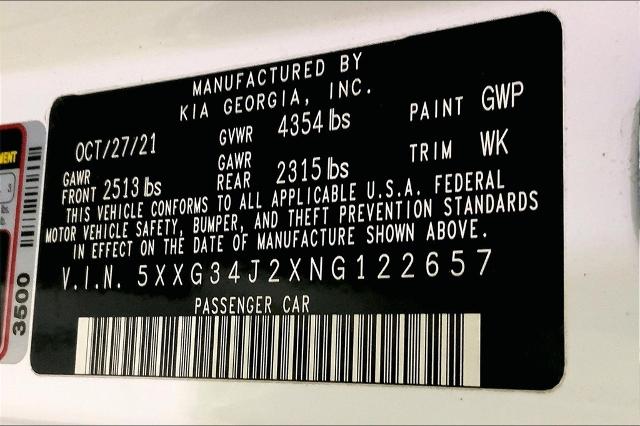 MANUFACTURED BY
KIA GEORGIA, INC.
OCT/27/21 GVWR 4354 lbs PAINT GWP
GAWR FRONT 2513 lbs GAWR REAR 2315 lbs TRIM WK
THIS VEHICLE CONFORMS TO ALL APPLICABLE U.S.A. FEDERAL
MOTOR VEHICLE SAFETY, BUMPER, AND THEFT PREVENTION STANDARDS
IN EFFECT ON THE DATE OF MANUFACTURE SHOWN ABOVE.
V.I.N. 5XXG34J2XNG122657
PASSENGER CAR
3500